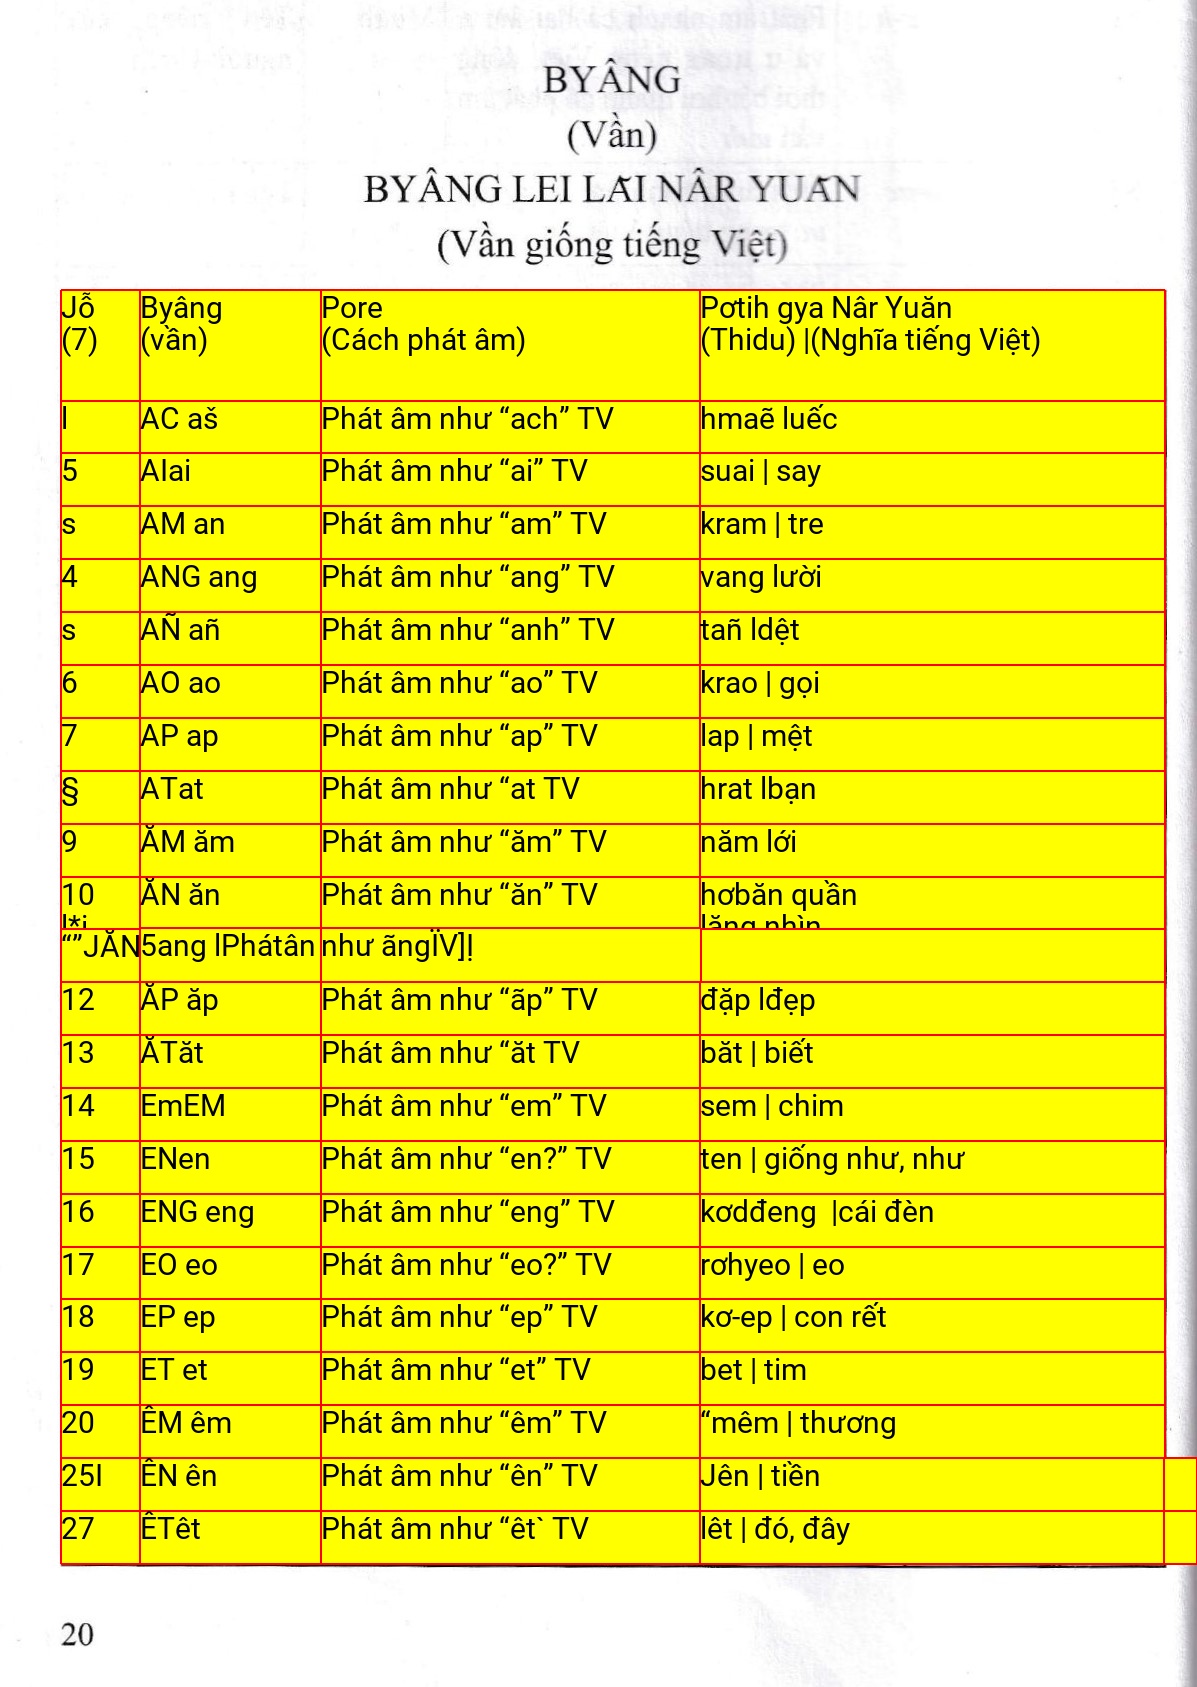 BYÂNG
(Vần)
BYÂNG LEI LĂI NÂR YUĂN
(Vần giống tiếng Việt)
Jỗ Byâng Pore Pơtih gya Nâr Yuăn
(7) (vần) (Cách phát âm) (Thidu) |(Nghĩa tiếng Việt)
l AC aš Phát âm như “ach” TV hmaẽ luếc
5 AIai Phát âm như “ai” TV suai | say
s AM an Phát âm như “am” TV kram | tre
4 ANG ang Phát âm như “ang” TV vang lười
s AÑ añ Phát âm như “anh” TV tañ ldệt
6 AO ao Phát âm như “ao” TV krao | gọi
7 AP ap Phát âm như “ap” TV lap | mệt
§ ATat Phát âm như “at TV hrat lbạn
9 ĂM ăm Phát âm như “ăm” TV năm lới
10 ĂN ăn Phát âm như “ăn” TV hơbăn quần
l*i lăng nhìn
“”JĂN 5ang lPhátân như ãngÏV]Ị
12 ĂP ăp Phát âm như “ãp” TV đặp lđẹp
13 ĂTăt Phát âm như “ăt TV băt | biết
14 EmEM Phát âm như “em” TV sem | chim
15 ENen Phát âm như “en?” TV ten | giống như, như
16 ENG eng Phát âm như “eng” TV kơdđeng |cái đèn
17 EO eo Phát âm như “eo?” TV rơhyeo | eo
18 EP ep Phát âm như “ep” TV kơ-ep | con rết
19 ET et Phát âm như “et” TV bet | tim
20 ÊM êm Phát âm như “êm” TV “mêm | thương
25I ÊN ên Phát âm như “ên” TV Jên | tiền
27 ÊTêt Phát âm như “êt` TV lêt | đó, đây
20